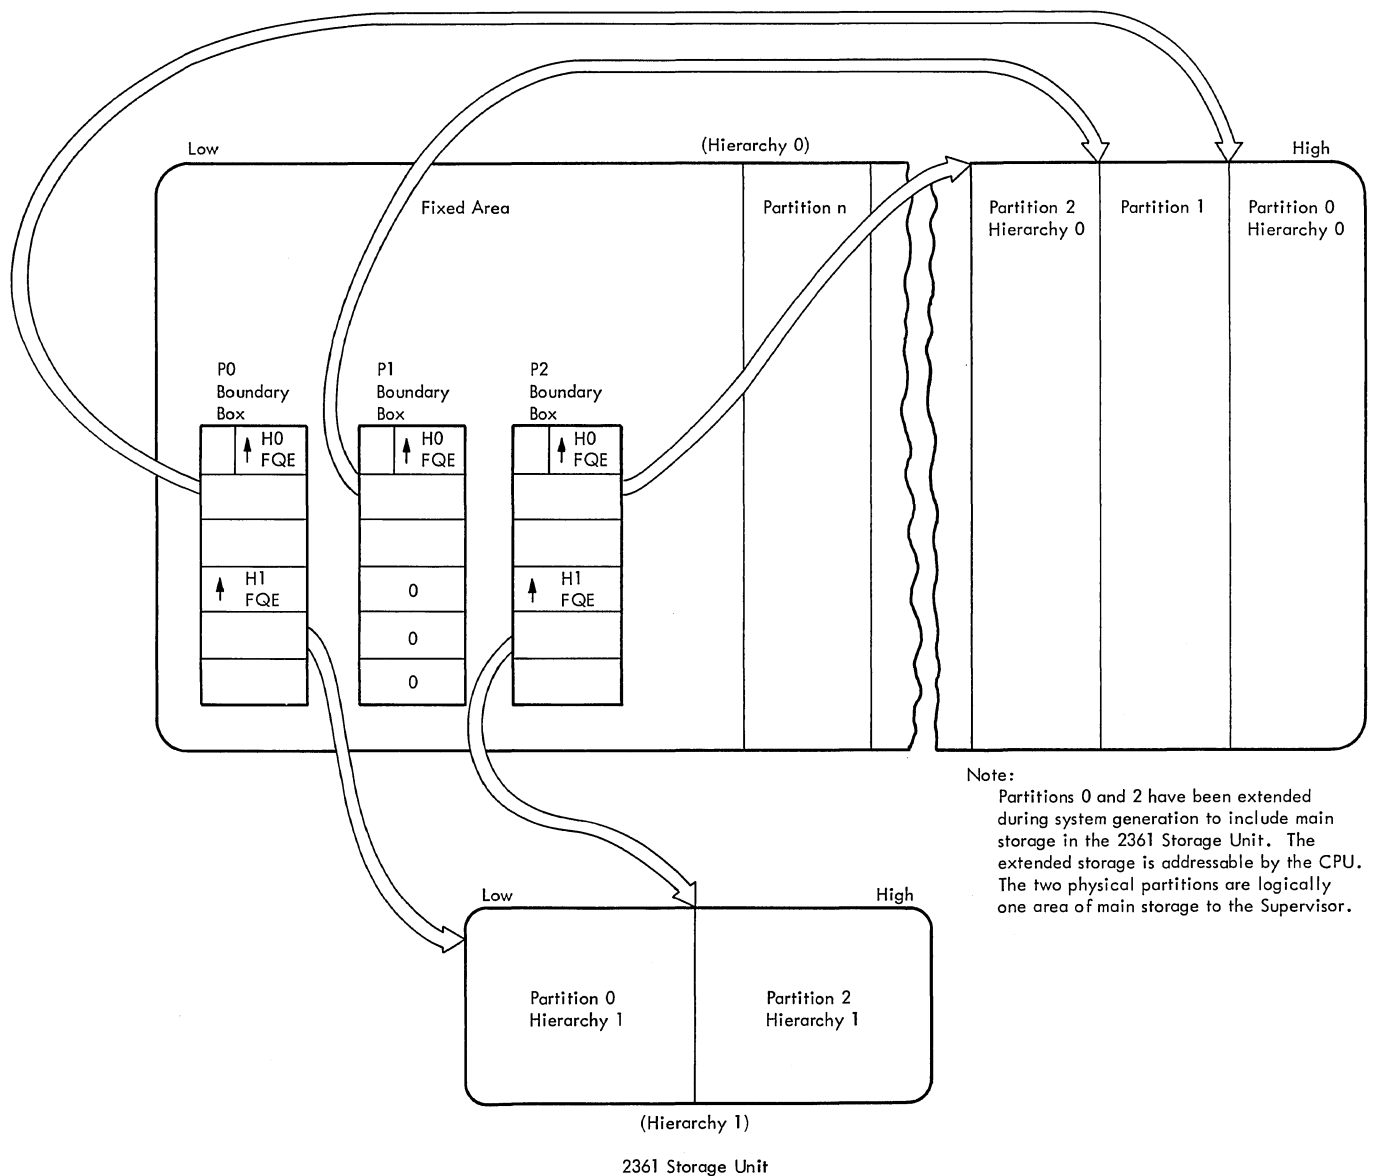 Low
(Hierarchy 0)
High
Fixed Area
Partition n
Partition 2
Hierarchy 0
Partition 1
Partition 0
Hierarchy 0
P0
Boundary
Box
P1
Boundary
Box
P2
Boundary
Box
H0
FQE
H0
FQE
H0
FQE
H1
FQE
0
H1
FQE
0
0
Note:
Partitions 0 and 2 have been extended
during system generation to include main
storage in the 2361 Storage Unit. The
extended storage is addressable by the CPU.
The two physical partitions are logically
one area of main storage to the Supervisor.
Low
High
Partition 0
Hierarchy 1
Partition 2
Hierarchy 1
(Hierarchy 1)
2361 Storage Unit